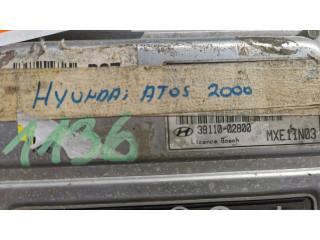 HYUNDAi ATOS 2000
1136
39110-02800
Licence Bosch
MXE11N03